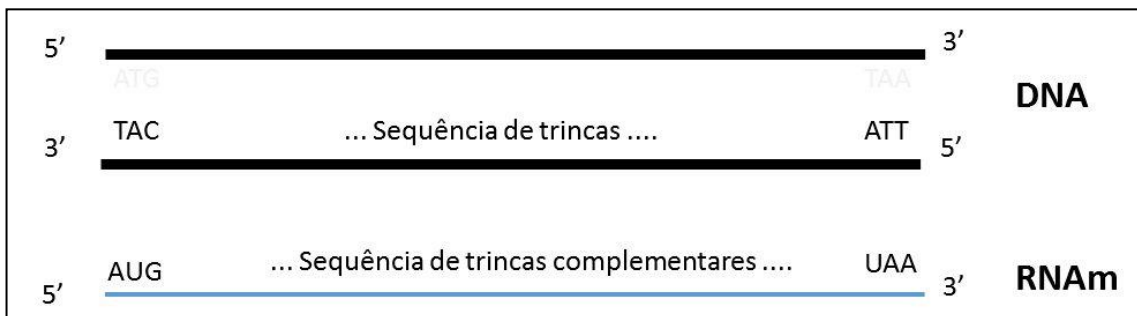 5’ 3’
ATG TAA
DNA
TAC ... Sequência de trincas .... ATT
3’ 5’
AUG ... Sequência de trincas complementares .... UAA
5’ 3’ RNAm